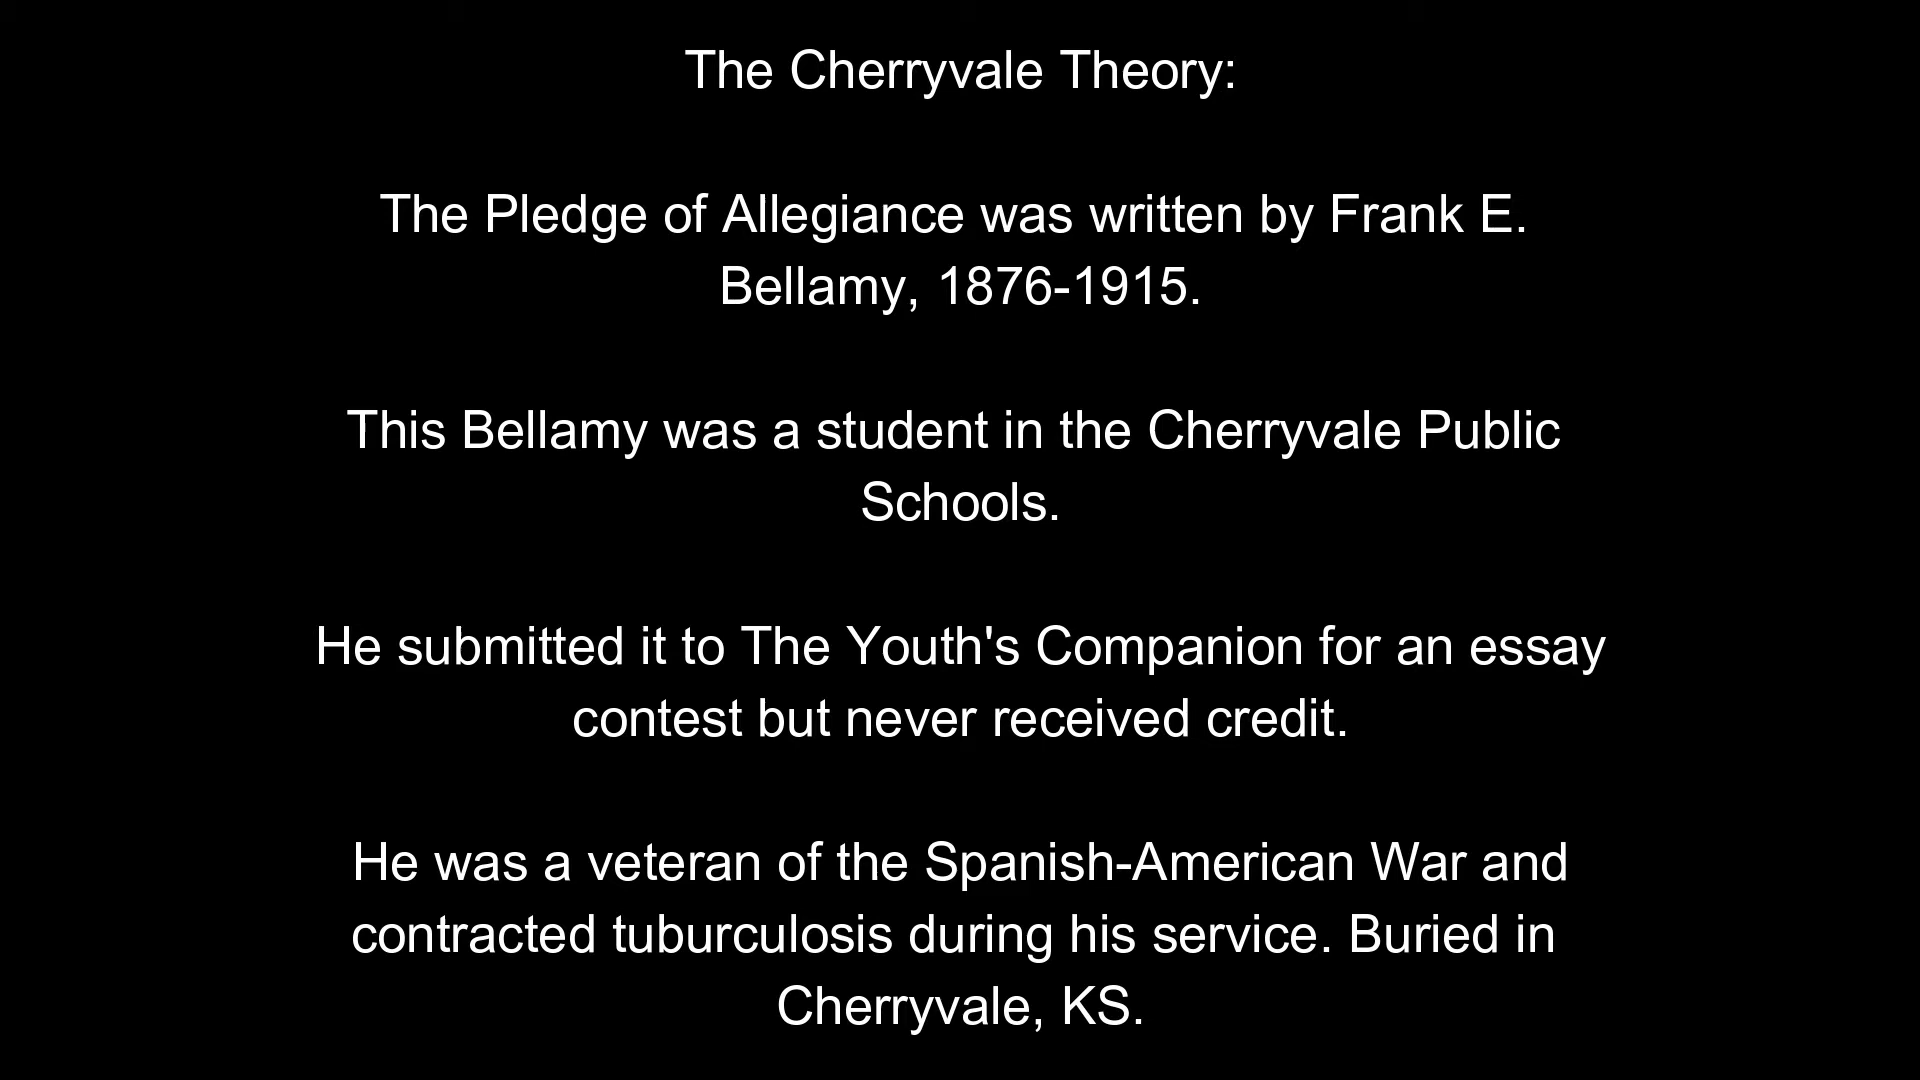 The Cherryvale Theory:
The Pledge of Allegiance was written by Frank E.
Bellamy, 1876-1915.
This Bellamy was a student in the Cherryvale Public
Schools.
He submitted it to The Youth's Companion for an essay
contest but never received credit.
He was a veteran of the Spanish-American War and
contracted tuburculosis during his service. Buried in
Cherryvale, KS.